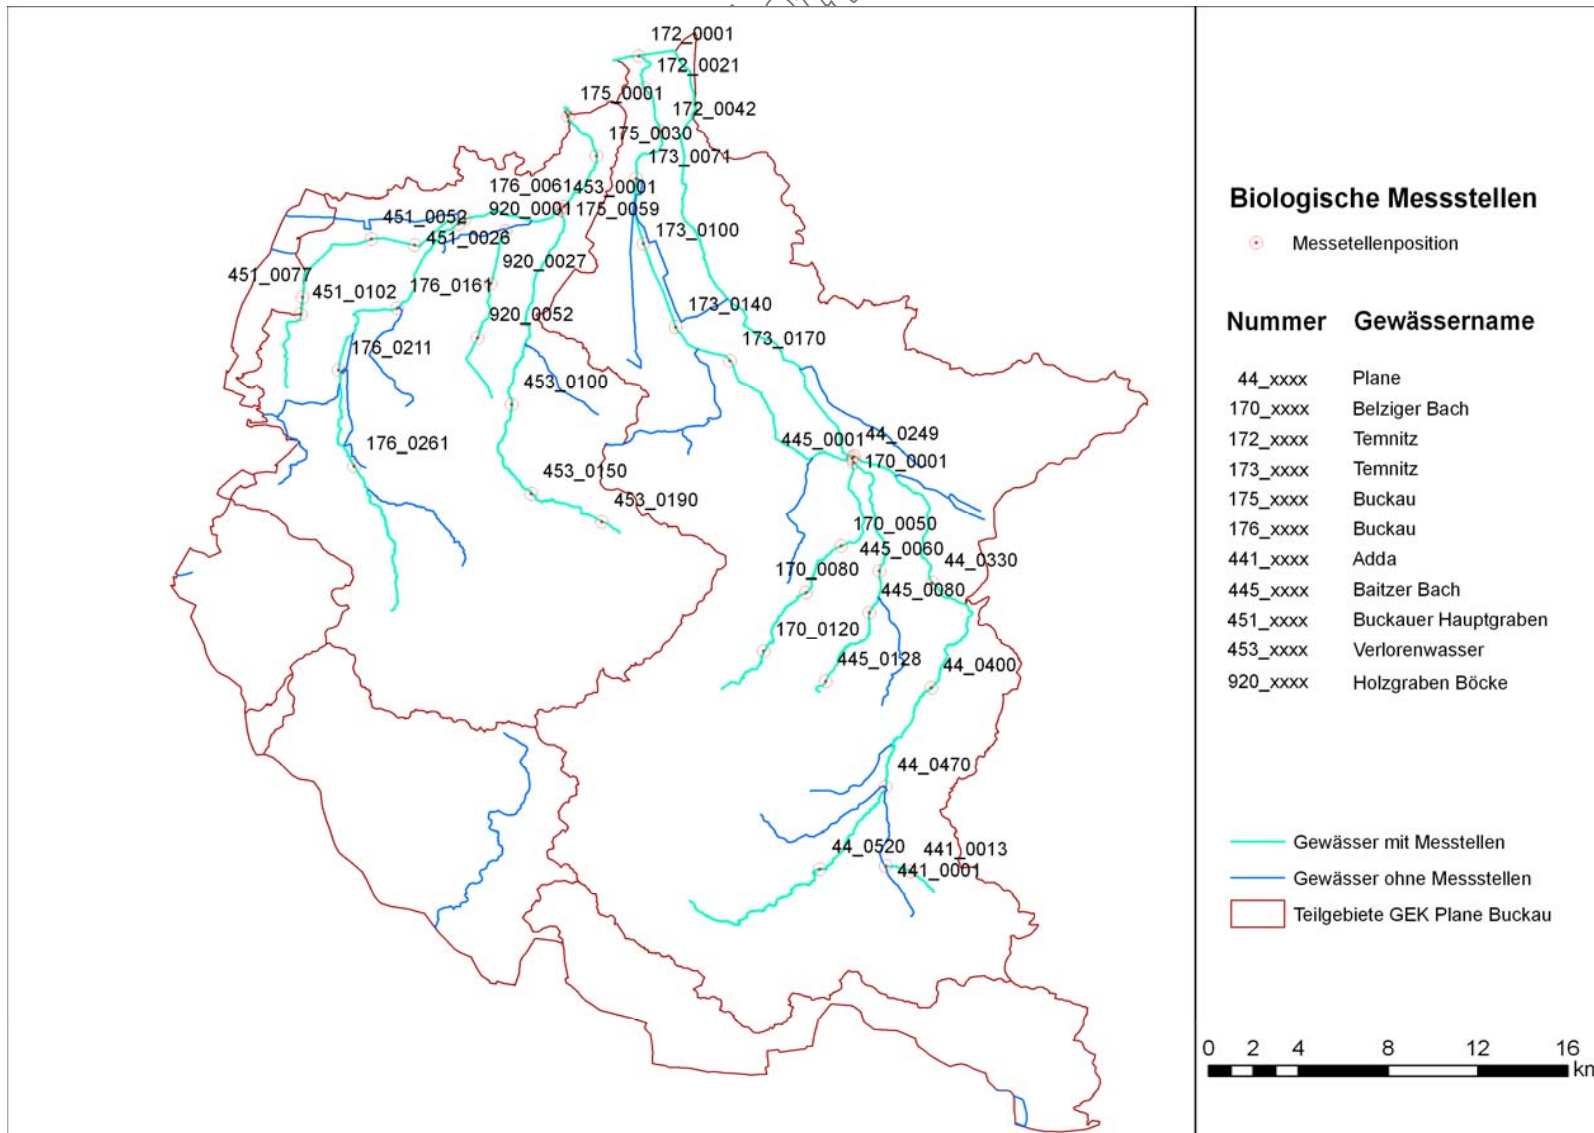 172_0001
172_0021
175_0001
172_0042
175_0030
173_0071
176_0061
453_0001
920_0001
175_0059
451_0052
451_0026
173_0100
920_0027
451_0077
176_0161
451_0102
173_0140
920_0052
173_0170
176_0211
453_0100
445_0001
44_0249
176_0261
170_0001
453_0150
453_0190
170_0050
445_0060
44_0330
170_0080
445_0080
170_0120
445_0128
44_0400
44_0470
44_0520
441_0013
441_0001
Biologische Messstellen
Messetellenposition
Nummer Gewässername
44_xxxx Plane
170_xxxx Belziger Bach
172_xxxx Temnitz
173_xxxx Temnitz
175_xxxx Buckau
176_xxxx Buckau
441_xxxx Adda
445_xxxx Baitzer Bach
451_xxxx Buckauer Hauptgraben
453_xxxx Verlorenwasser
920_xxxx Holzgraben Böcke
Gewässer mit Messtellen
Gewässer ohne Messstellen
Teilgebiete GEK Plane Buckau
0 2 4 8 12 16